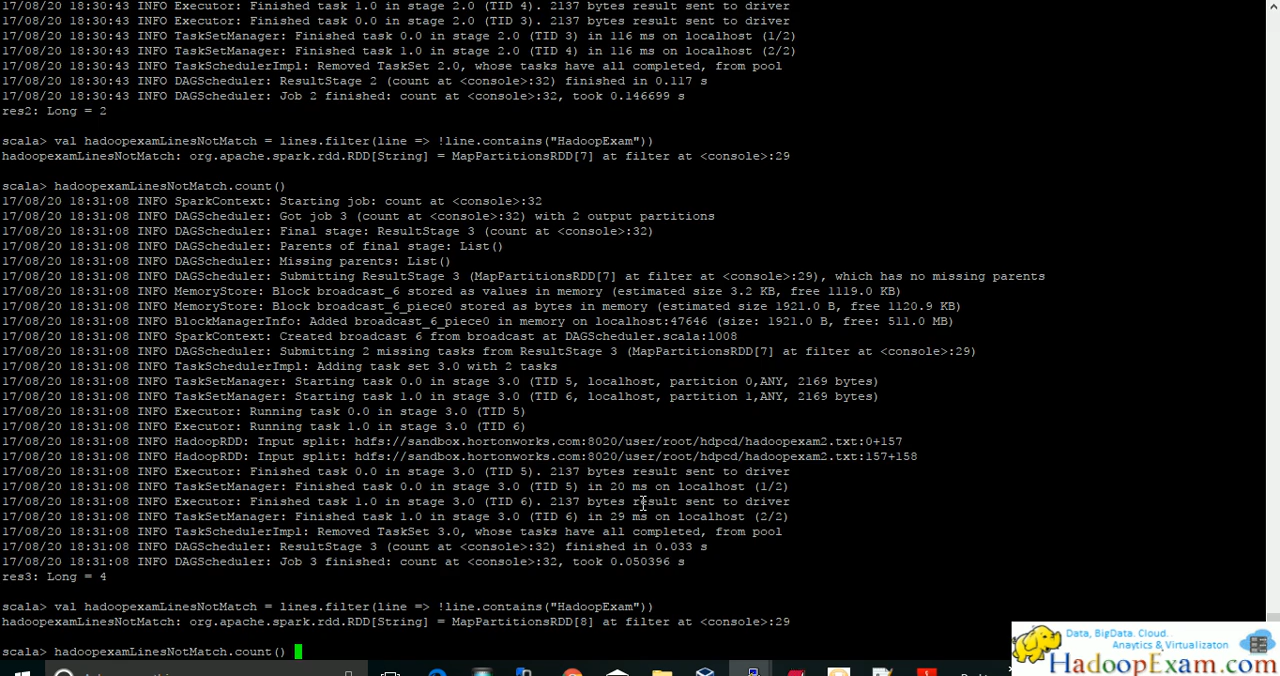 17/08/20 18:30:43 INFO Executor: Finished task 1.0 in stage 2.0 (TID 4). 2137 bytes result sent to driver
17/08/20 18:30:43 INFO Executor: Finished task 0.0 in stage 2.0 (TID 3). 2137 bytes result sent to driver
17/08/20 18:30:43 INFO TaskSetManager: Finished task 0.0 in stage 2.0 (TID 3) in 116 ms on localhost (1/2)
17/08/20 18:30:43 INFO TaskSetManager: Finished task 1.0 in stage 2.0 (TID 4) in 116 ms on localhost (2/2)
17/08/20 18:30:43 INFO TaskSchedulerImpl: Removed TaskSet 2.0, whose tasks have all completed, from pool
17/08/20 18:30:43 INFO DAGScheduler: ResultStage 2 (count at <console>:32) finished in 0.117 s
17/08/20 18:30:43 INFO DAGScheduler: Job 2 finished: count at <console>:32, took 0.146699 s
res2: Long = 2
scala> val hadoopexamLinesNotMatch = lines.filter(line => !line.contains("HadoopExam"))
hadoopexamLinesNotMatch: org.apache.spark.rdd.RDD[String] = MapPartitionsRDD[7] at filter at <console>:29
scala> hadoopexamLinesNotMatch.count()
17/08/20 18:31:08 INFO SparkContext: Starting job: count at <console>:32
17/08/20 18:31:08 INFO DAGScheduler: Got job 3 (count at <console>:32) with 2 output partitions
17/08/20 18:31:08 INFO DAGScheduler: Final stage: ResultStage 3 (count at <console>:32)
17/08/20 18:31:08 INFO DAGScheduler: Parents of final stage: List()
17/08/20 18:31:08 INFO DAGScheduler: Missing parents: List()
17/08/20 18:31:08 INFO DAGScheduler: Submitting ResultStage 3 (MapPartitionsRDD[7] at filter at <console>:29), which has no missing parents
17/08/20 18:31:08 INFO MemoryStore: Block broadcast_6 stored as values in memory (estimated size 3.2 KB, free 1119.0 KB)
17/08/20 18:31:08 INFO MemoryStore: Block broadcast_6_piece0 stored as bytes in memory (estimated size 1921.0 B, free 1120.9 KB)
17/08/20 18:31:08 INFO BlockManagerInfo: Added broadcast_6_piece0 in memory on localhost:47646 (size: 1921.0 B, free: 511.0 MB)
17/08/20 18:31:08 INFO SparkContext: Created broadcast 6 from broadcast at DAGScheduler.scala:1008
17/08/20 18:31:08 INFO DAGScheduler: Submitting 2 missing tasks from ResultStage 3 (MapPartitionsRDD[7] at filter at <console>:29)
17/08/20 18:31:08 INFO TaskSchedulerImpl: Adding task set 3.0 with 2 tasks
17/08/20 18:31:08 INFO TaskSetManager: Starting task 0.0 in stage 3.0 (TID 5, localhost, partition 0,ANY, 2169 bytes)
17/08/20 18:31:08 INFO TaskSetManager: Starting task 1.0 in stage 3.0 (TID 6, localhost, partition 1,ANY, 2169 bytes)
17/08/20 18:31:08 INFO Executor: Running task 0.0 in stage 3.0 (TID 5)
17/08/20 18:31:08 INFO Executor: Running task 1.0 in stage 3.0 (TID 6)
17/08/20 18:31:08 INFO HadoopRDD: Input split: hdfs://sandbox.hortonworks.com:8020/user/root/hdpcd/hadoopexam2.txt:0+157
17/08/20 18:31:08 INFO HadoopRDD: Input split: hdfs://sandbox.hortonworks.com:8020/user/root/hdpcd/hadoopexam2.txt:157+158
17/08/20 18:31:08 INFO Executor: Finished task 0.0 in stage 3.0 (TID 5). 2137 bytes result sent to driver
17/08/20 18:31:08 INFO TaskSetManager: Finished task 0.0 in stage 3.0 (TID 5) in 20 ms on localhost (1/2)
17/08/20 18:31:08 INFO Executor: Finished task 1.0 in stage 3.0 (TID 6). 2137 bytes result sent to driver
17/08/20 18:31:08 INFO TaskSetManager: Finished task 1.0 in stage 3.0 (TID 6) in 29 ms on localhost (2/2)
17/08/20 18:31:08 INFO TaskSchedulerImpl: Removed TaskSet 3.0, whose tasks have all completed, from pool
17/08/20 18:31:08 INFO DAGScheduler: ResultStage 3 (count at <console>:32) finished in 0.033 s
17/08/20 18:31:08 INFO DAGScheduler: Job 3 finished: count at <console>:32, took 0.050396 s
res3: Long = 4
scala> val hadoopexamLinesNotMatch = lines.filter(line => !line.contains("HadoopExam"))
hadoopexamLinesNotMatch: org.apache.spark.rdd.RDD[String] = MapPartitionsRDD[8] at filter at <console>:29
scala> hadoopexamLinesNotMatch.count()
Data, BigData. Cloud.
Anaytics & Virtualizaton
HadoopExam.com